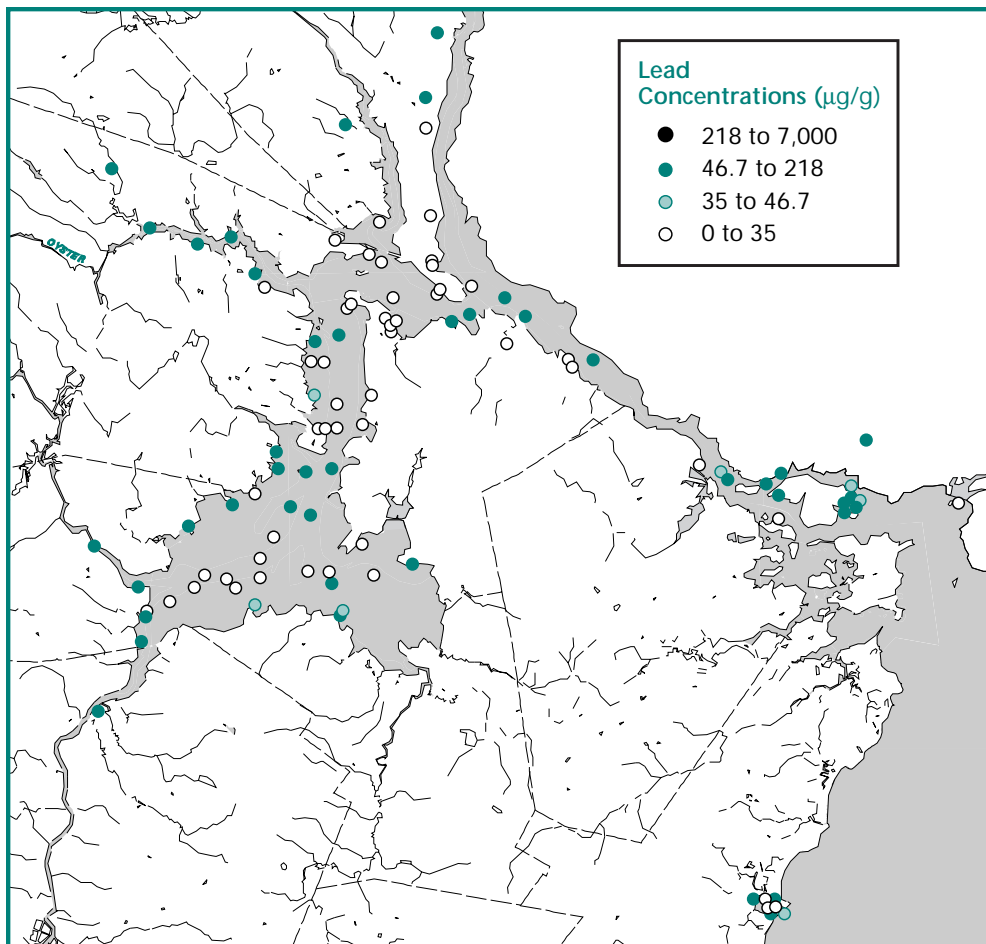 Lead
Concentrations (µg/g)
218 to 7,000
46.7 to 218
35 to 46.7
0 to 35
OYSTER